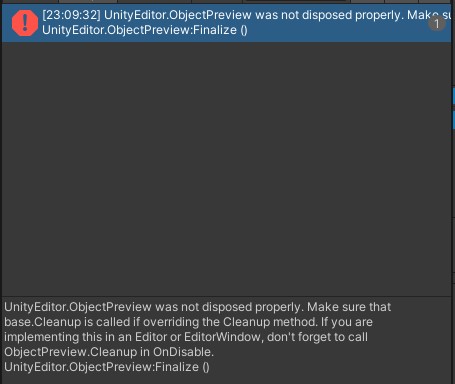 [23:09:32] UnityEditor.ObjectPreview was not disposed properly. Make su
UnityEditor.ObjectPreview:Finalize ()
1
UnityEditor.ObjectPreview was not disposed properly. Make sure that
base.Cleanup is called if overriding the Cleanup method. If you are
implementing this in an Editor or EditorWindow, don't forget to call
ObjectPreview.Cleanup in OnDisable.
UnityEditor.ObjectPreview:Finalize ()